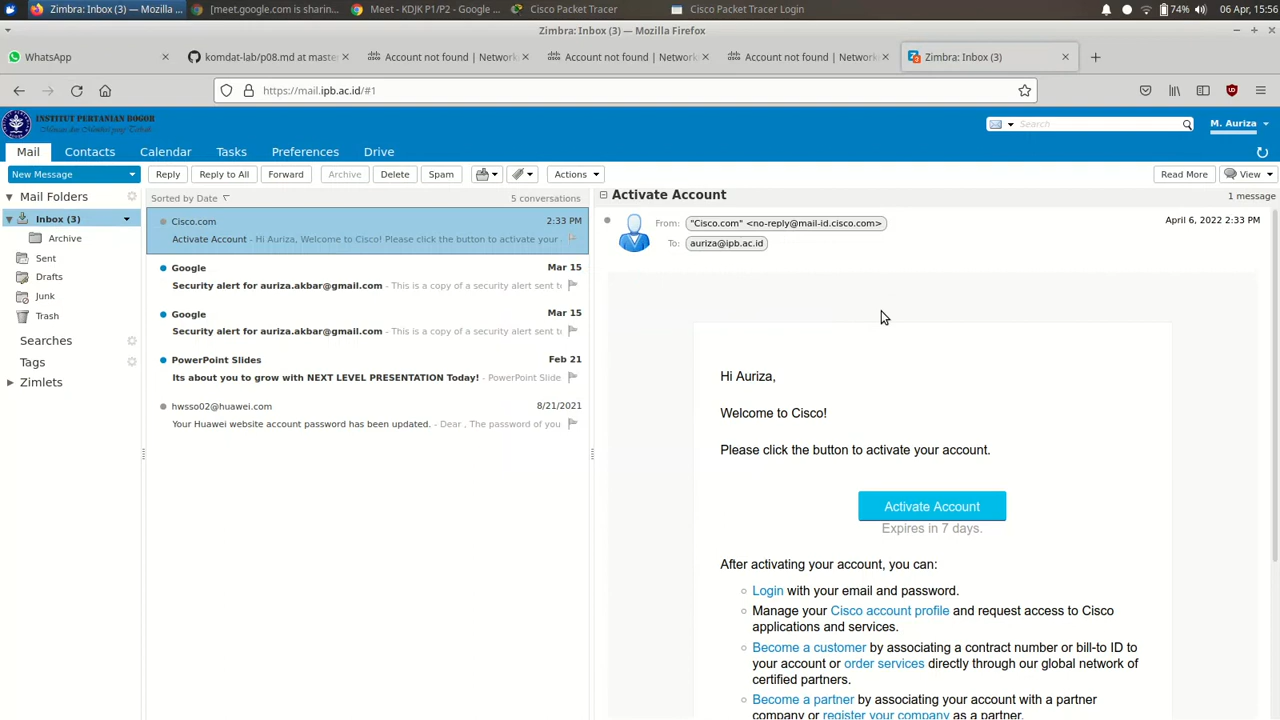 Zimbra: Inbox (3) - Mozilla ...
[meet.google.com is sharin...
Meet - KDJK P1/P2 - Google ...
Cisco Packet Tracer
Cisco Packet Tracer Login
74%
06 Apr, 15:56
Zimbra: Inbox (3) — Mozilla Firefox
WhatsApp
komdat-lab/p08.md at master
Account not found | Network
Account not found | Network
Account not found | Network
Zimbra: Inbox (3)
https://mail.ipb.ac.id/#1
INSTITUT PERTANIAN BOGOR
Search
M. Auriza
Mail
Contacts
Calendar
Tasks
Preferences
Drive
New Message
Reply
Reply to All
Forward
Archive
Delete
Spam
Actions
Read More
View
Mail Folders
Inbox (3)
Archive
Sent
Drafts
Junk
Trash
Searches
Tags
Zimlets
Sorted by Date
5 conversations
Cisco.com
2:33 PM
Activate Account - Hi Auriza, Welcome to Cisco! Please click the button to activate your
Google
Mar 15
Security alert for auriza.akbar@gmail.com - This is a copy of a security alert sent to
Google
Mar 15
Security alert for auriza.akbar@gmail.com - This is a copy of a security alert sent to
PowerPoint Slides
Feb 21
Its about you to grow with NEXT LEVEL PRESENTATION Today! - PowerPoint Slide
hwsso02@huawei.com
8/21/2021
Your Huawei website account password has been updated. - Dear , The password of you
Activate Account
1 message
From: "Cisco.com" <no-reply@mail-id.cisco.com>
April 6, 2022 2:33 PM
To: auriza@ipb.ac.id
Hi Auriza,
Welcome to Cisco!
Please click the button to activate your account.
Activate Account
Expires in 7 days.
After activating your account, you can:
Login with your email and password.
Manage your Cisco account profile and request access to Cisco
applications and services.
Become a customer by associating a contract number or bill-to ID to
your account or order services directly through our global network of
certified partners.
Become a partner by associating your account with a partner
company or register your company as a partner.